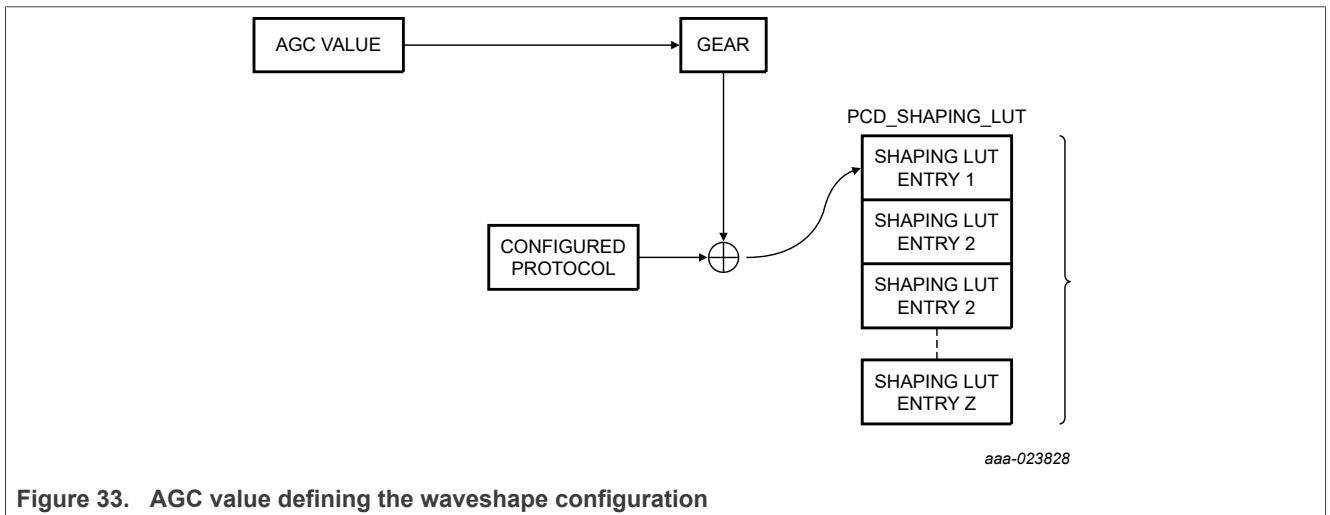 AGC VALUE
GEAR
PCD_SHAPING_LUT
SHAPING LUT
ENTRY 1
SHAPING LUT
ENTRY 2
CONFIGURED
PROTOCOL
SHAPING LUT
ENTRY 2
SHAPING LUT
ENTRY Z
aaa-023828
Figure 33. AGC value defining the waveshape configuration